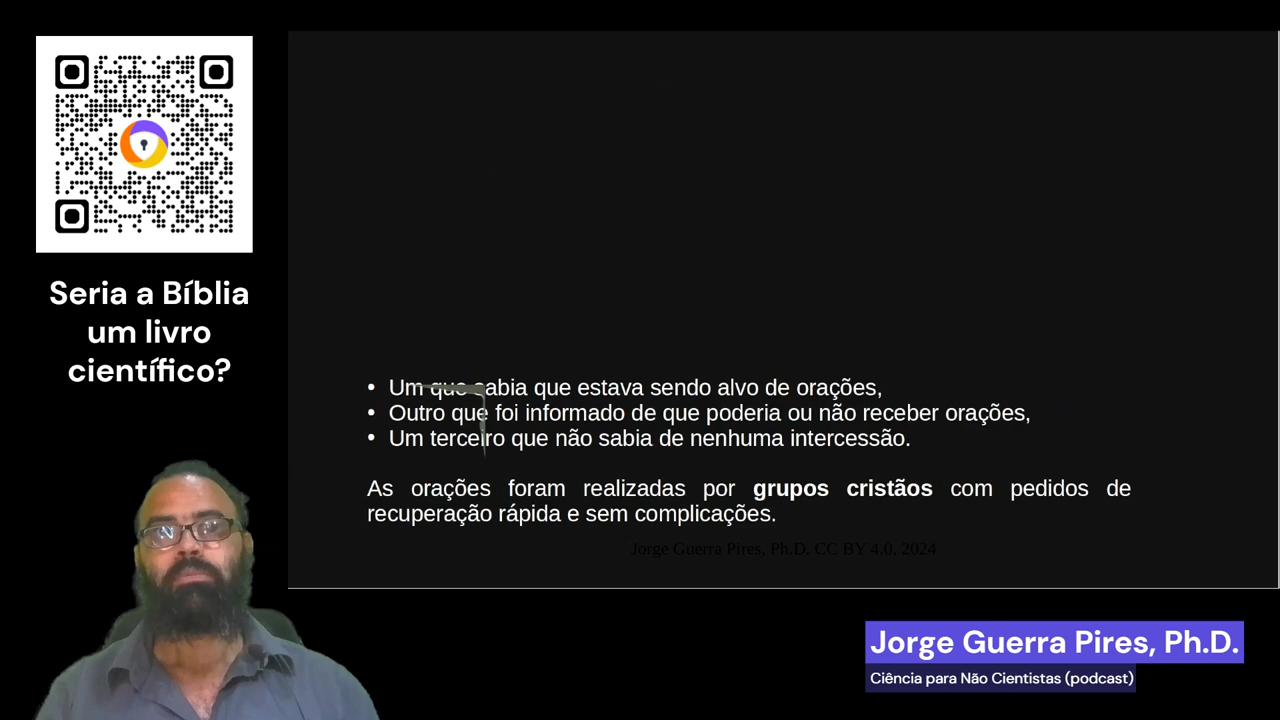 Seria a Bíblia
um livro
científico?
• Um que sabia que estava sendo alvo de orações,
• Outro que foi informado de que poderia ou não receber orações,
• Um terceiro que não sabia de nenhuma intercessão.
As orações foram realizadas por grupos cristãos com pedidos de
recuperação rápida e sem complicações.
Jorge Guerra Pires, Ph.D. CC BY 4.0, 2024
Jorge Guerra Pires, Ph.D.
Ciência para Não Cientistas (podcast)